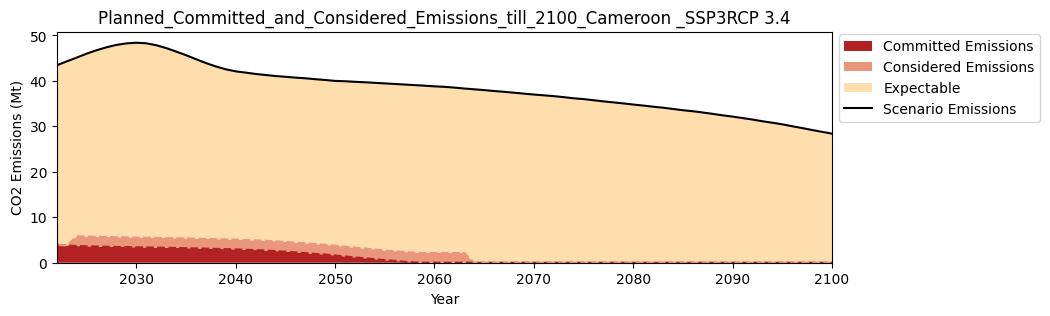 Planned_Committed_and_Considered_Emissions_till_2100_Cameroon _SSP3RCP 3.4
50
40
30
20
10
0
CO2 Emissions (Mt)
2030
2040
2050
2060
2070
2080
2090
2100
Year
Committed Emissions
Considered Emissions
Expectable
Scenario Emissions